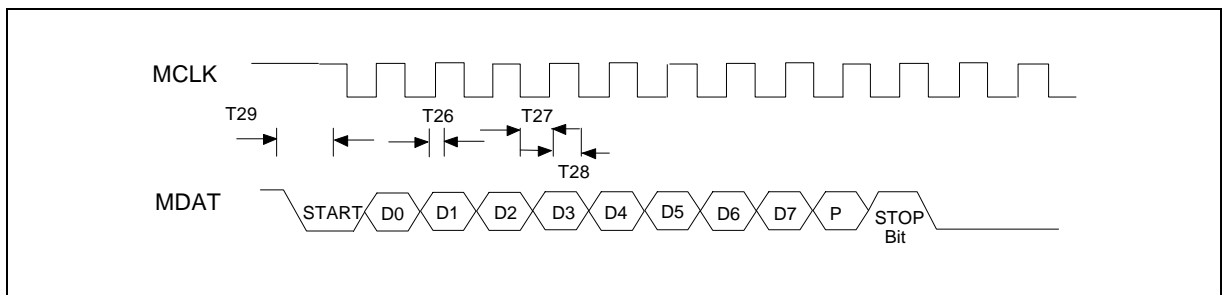 MCLK
T29 T26 T27
T28
MDAT
START D0 D1 D2 D3 D4 D5 D6 D7 P STOP
Bit